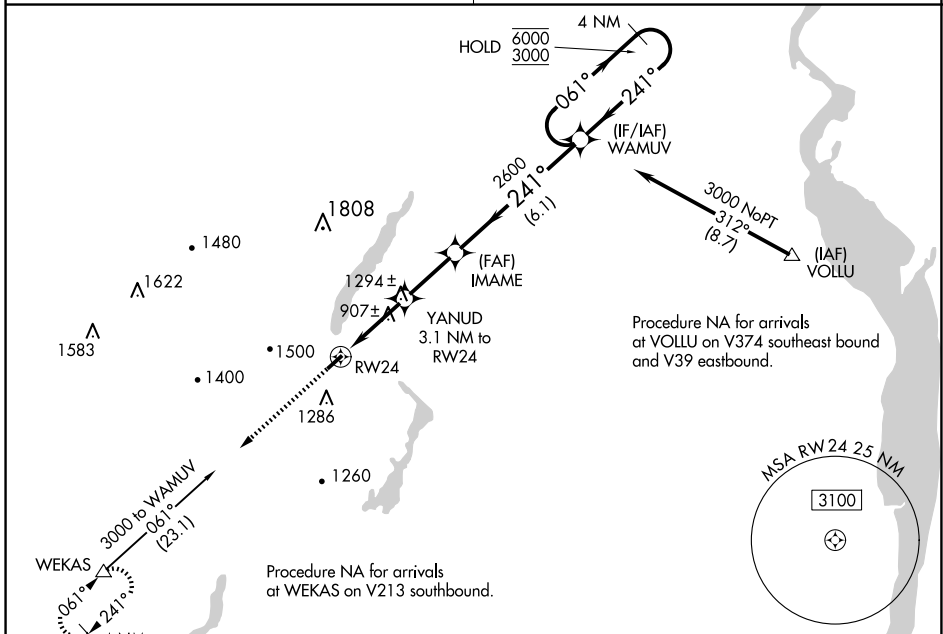 4 NM
HOLD 6000
3000
061°
241°
(IF/IAF)
WAMUV
2600
241°
(6.1)
3000 NoPT
312°
(8.7)
(IAF)
VOLLU
1808
1480
1622
1583
(FAF)
IMAME
1294±
907±
YANUD
3.1 NM to
RW24
RW24
1500
1400
1286
1260
Procedure NA for arrivals
at VOLLU on V374 southeast bound
and V39 eastbound.
MSA RW24 25 NM
3100
3000 to WAMUV
061°
(23.1)
WEKAS
061°
241°
Procedure NA for arrivals
at WEKAS on V213 southbound.